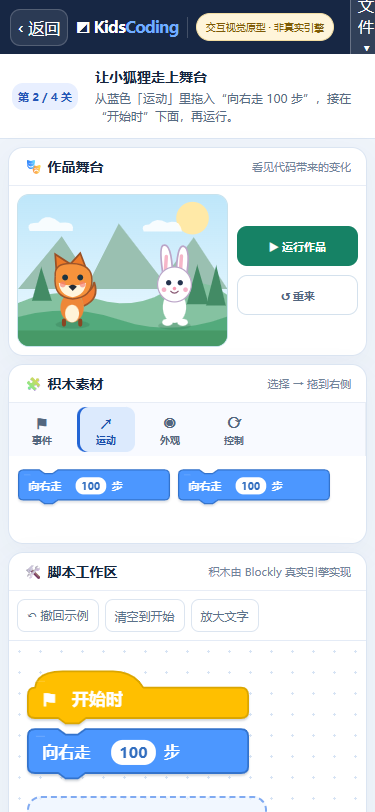 ‹ 返回
KidsCoding
交互视觉原型 · 非真实引擎
文件
▼
第 2 / 4 关
让小狐狸走上舞台
从蓝色「运动」里拖入“向右走 100 步”，接在
“开始时”下面，再运行。
作品舞台
看见代码带来的变化
▶ 运行作品
↺ 重来
积木素材
选择 → 拖到右侧
事件
运动
外观
控制
向右走 100 步
向右走 100 步
脚本工作区
积木由 Blockly 真实引擎实现
↶ 撤回示例
清空到开始
放大文字
开始时
向右走 100 步